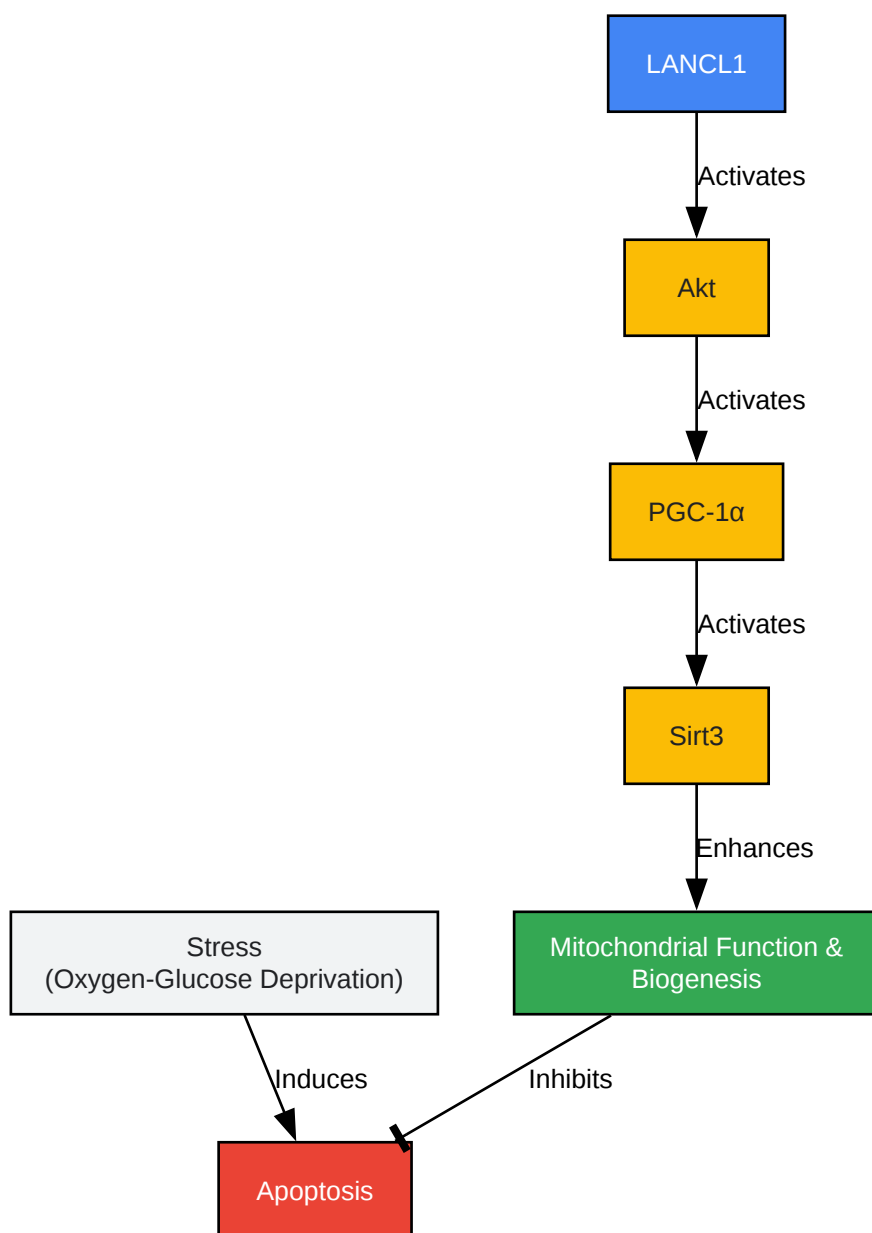 LANCL1
Activates
Akt
Activates
PGC-1α
Activates
Sirt3
Enhances
Stress
(Oxygen-Glucose Deprivation)
Mitochondrial Function &
Biogenesis
Induces
Inhibits
Apoptosis